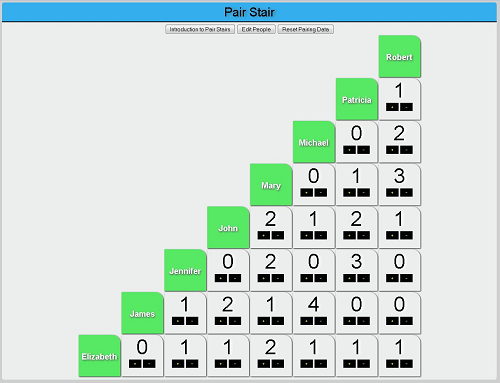 Pair Stair
Introduction to Pair Stairs Edit People Reset Pairing Data
Robert
Patricia 1
+ -
Michael 0 2
+ - + -
Mary 0 1 3
+ - + - + -
John 2 1 2 1
+ - + - + - + -
Jennifer 0 2 0 3 0
+ - + - + - + - + -
James 1 2 1 4 0 0
+ - + - + - + - + - + -
Elizabeth 0 1 1 2 1 1 1
+ - + - + - + - + - + - + -